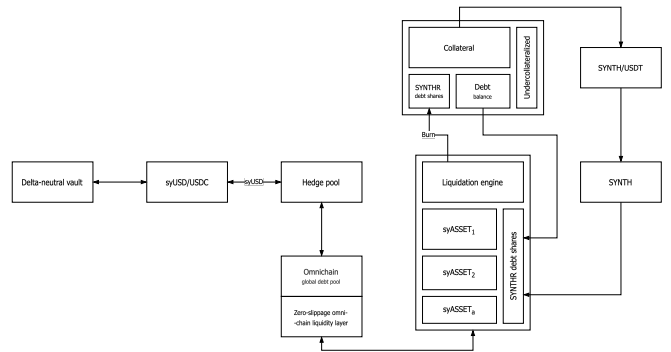 Collateral
Undercollateralized
SYNTHR
debt shares
Debt
balance
SYNTH/USDT
Burn
Delta-neutral vault
syUSD/USDC
syUSD
Hedge pool
Liquidation engine
SYNTH
syASSET1
syASSET2
syASSETa
SYNTHR debt shares
Omnichain
global debt pool
Zero-slippage omni-
-chain liquidity layer